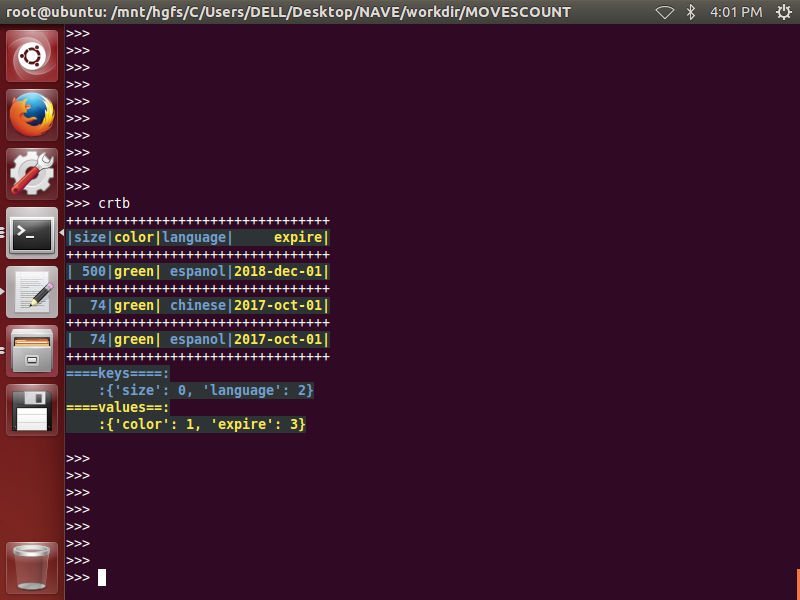 root@ubuntu: /mnt/hgfs/C/Users/DELL/Desktop/NAVE/workdir/MOVESCOUNT 4:01 PM
>>>
>>>
>>>
>>>
>>>
>>>
>>>
>>>
>>>
>>>
>>> crtb
+++++++++++++++++++++++++++++++++
|size|color|language|     expire|
+++++++++++++++++++++++++++++++++
| 500|green| espanol|2018-dec-01|
+++++++++++++++++++++++++++++++++
|  74|green| chinese|2017-oct-01|
+++++++++++++++++++++++++++++++++
|  74|green| espanol|2017-oct-01|
+++++++++++++++++++++++++++++++++
====keys====:
    :{'size': 0, 'language': 2}
====values==:
    :{'color': 1, 'expire': 3}
>>>
>>>
>>>
>>>
>>>
>>>
>>>
>>>